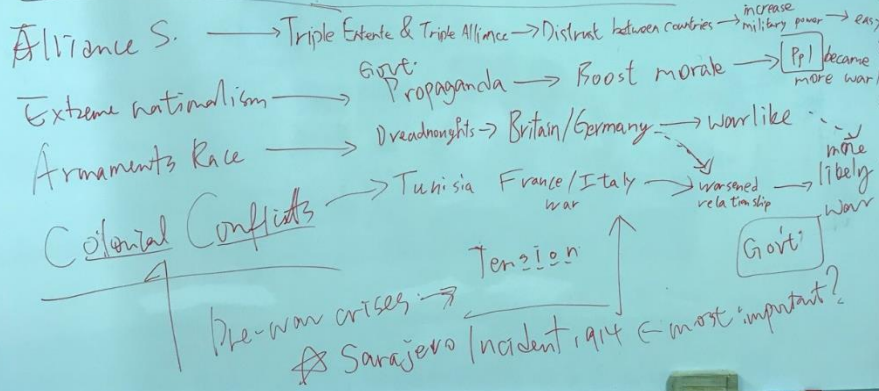 Alliance S. → Triple Entente & Triple Alliance → Distrust between countries → increase military power → eas
Extreme nationalism → Gov't. Propaganda → Boost morale → Ppl became more war
Armaments Race → Dreadnoughts → Britain/Germany → warlike
more likely war
Colonial Conflicts → Tunisia France/Italy war → worsened relationship →
Gov't
Pre-war crises → Tension
☆ Sarajevo Incident 1914 ← most important?